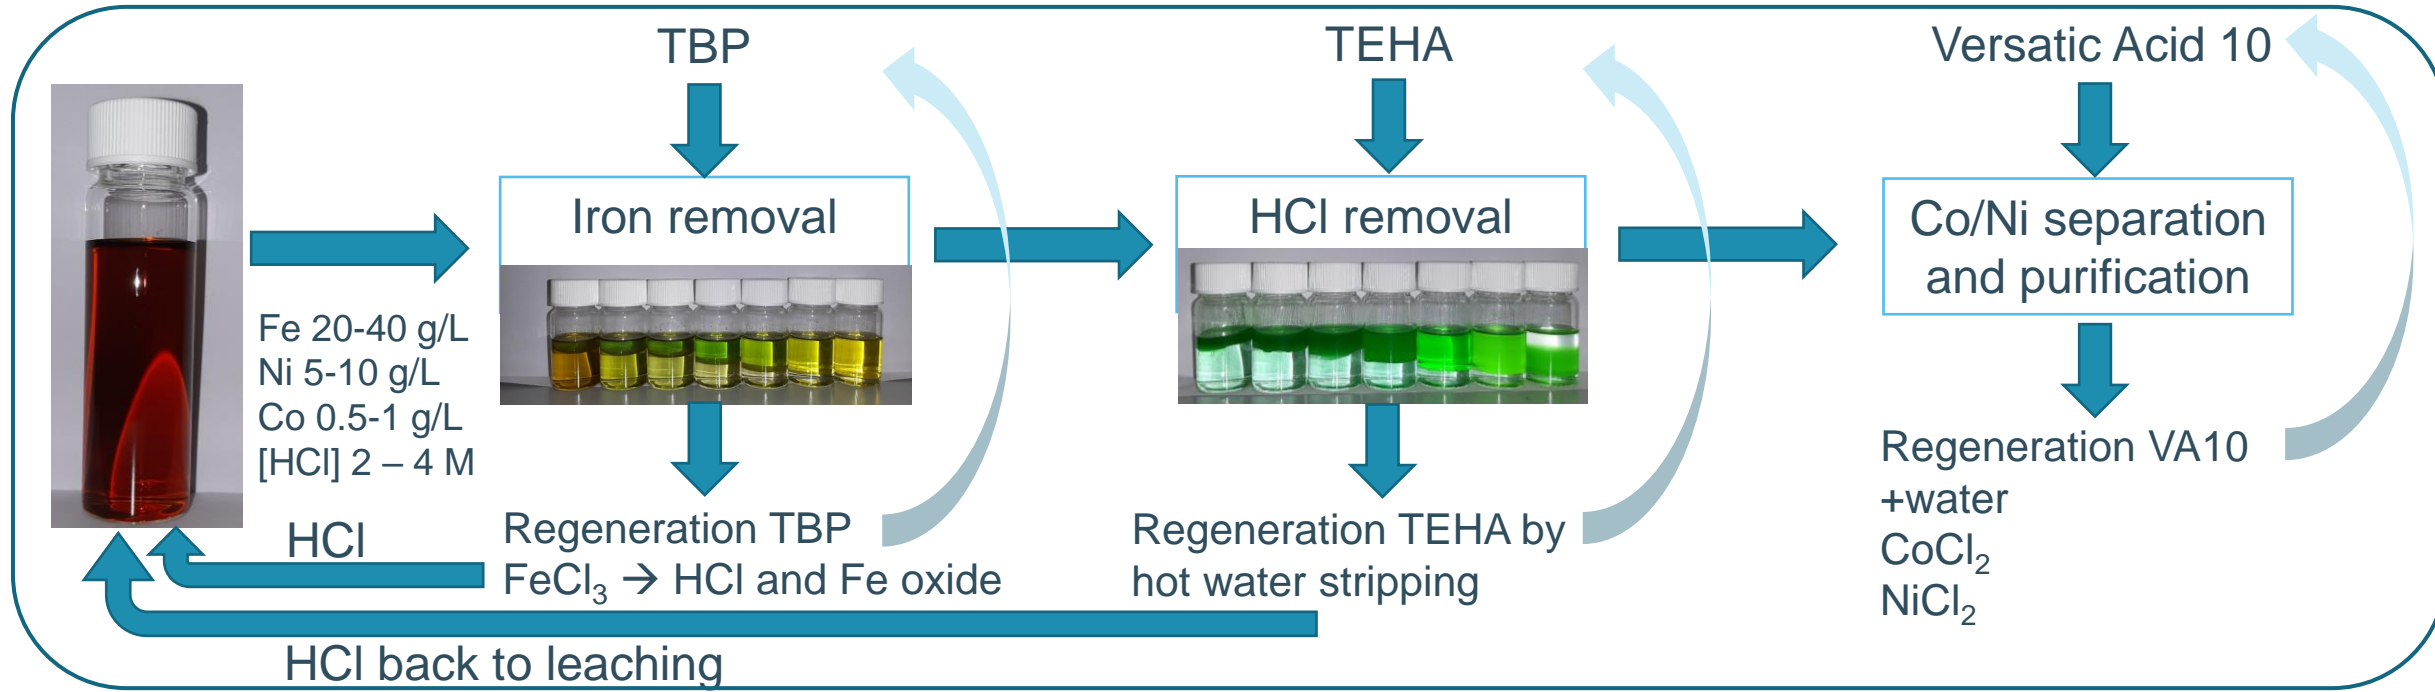 TBP
TEHA
Versatic Acid 10
Iron removal
HCl removal
Co/Ni separation
and purification
Fe 20-40 g/L
Ni 5-10 g/L
Co 0.5-1 g/L
[HCl] 2 – 4 M
HCl
Regeneration TBP
FeCl₃ → HCl and Fe oxide
Regeneration TEHA by
hot water stripping
Regeneration VA10
+water
CoCl₂
NiCl₂
HCl back to leaching